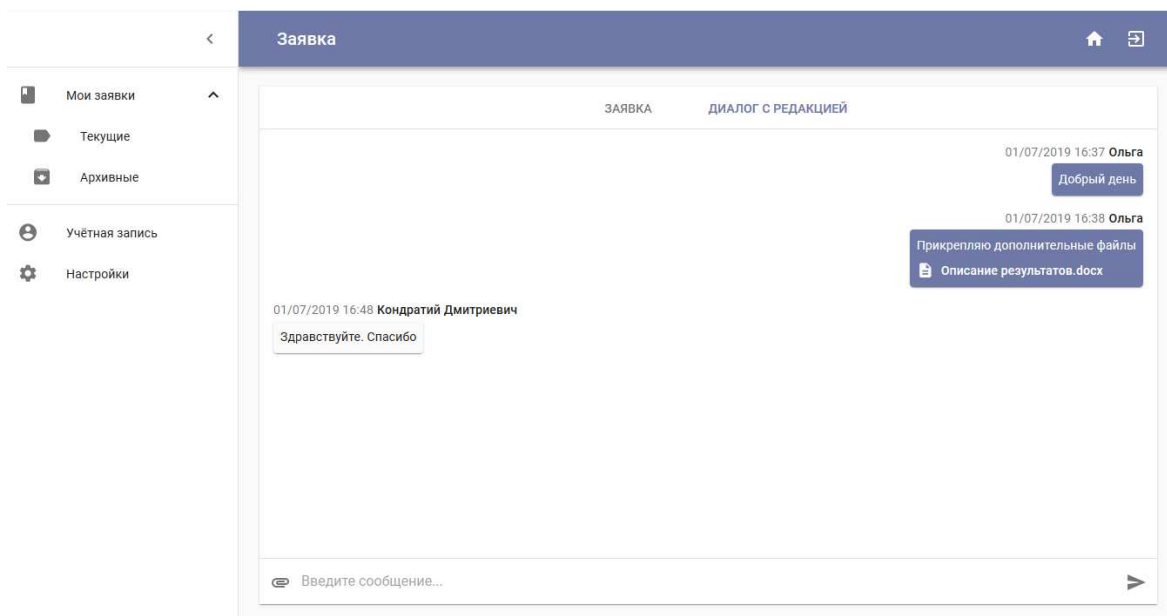 Заявка
Мои заявки
Текущие
Архивные
Учётная запись
Настройки
ЗАЯВКА ДИАЛОГ С РЕДАКЦИЕЙ
01/07/2019 16:37 Ольга
Добрый день
01/07/2019 16:38 Ольга
Прикрепляю дополнительные файлы
Описание результатов.docx
01/07/2019 16:48 Кондратий Дмитриевич
Здравствуйте. Спасибо
Введите сообщение...